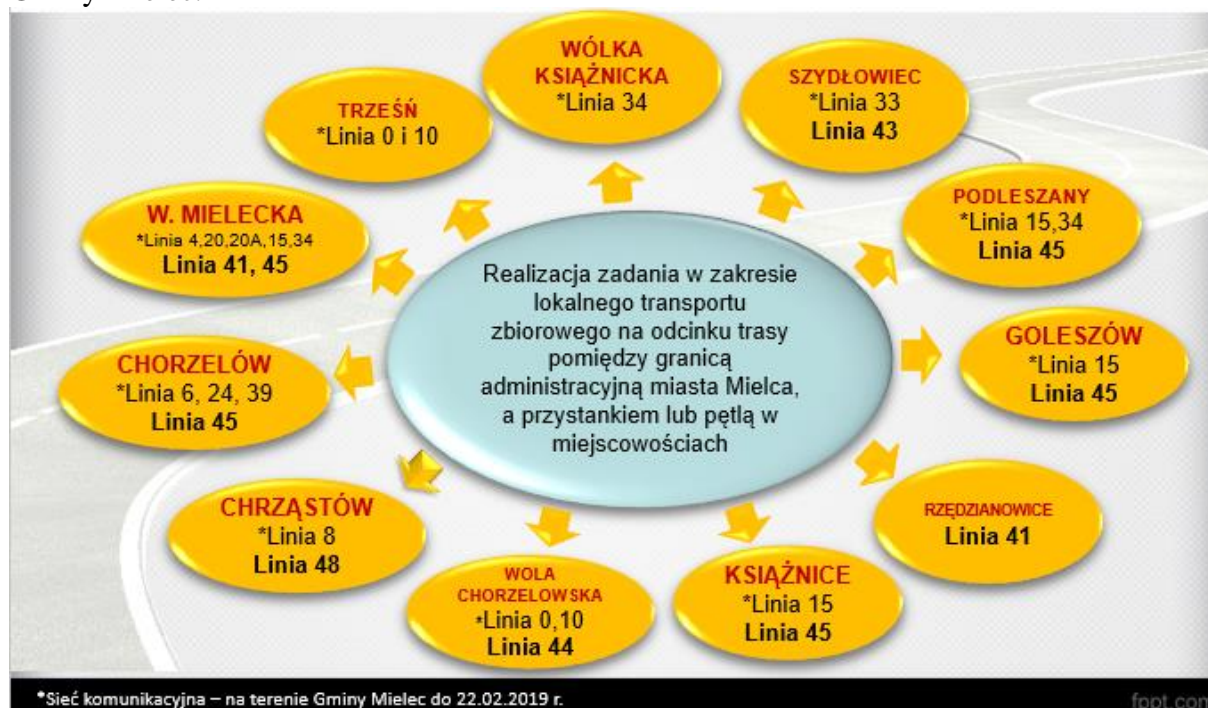 WÓLKA
KSIĄŻNICKA
*Linia 34
SZYDŁOWIEC
*Linia 33
Linia 43
TRZEŚŃ
*Linia 0 i 10
PODLESZANY
*Linia 15,34
Linia 45
W. MIELECKA
*Linia 4,20,20A,15,34
Linia 41, 45
Realizacja zadania w zakresie
lokalnego transportu
zbiorowego na odcinku trasy
pomiędzy granicą
administracyjną miasta Mielca,
a przystankiem lub pętlą w
miejscowościach
GOLESZÓW
*Linia 15
Linia 45
CHORZELÓW
*Linia 6, 24, 39
Linia 45
RZĘDZIANOWICE
Linia 41
CHRZĄSTÓW
*Linia 8
Linia 48
WOLA
CHORZELOWSKA
*Linia 0,10
Linia 44
KSIĄŻNICE
*Linia 15
Linia 45
*Sieć komunikacyjna – na terenie Gminy Mielec do 22.02.2019 r.
fppt.com